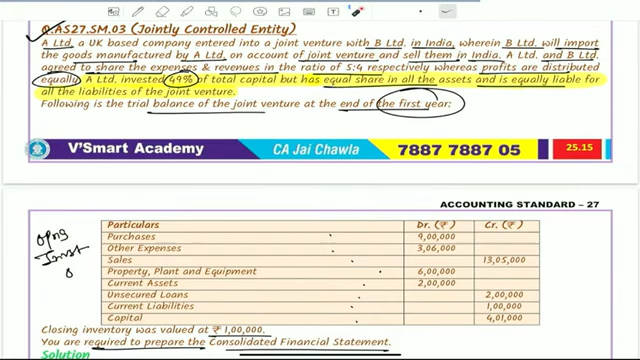 Q.AS27.SM.03 (Jointly Controlled Entity)
A Ltd, a UK based company entered into a joint venture with B Ltd. in India, wherein B Ltd. will import
the goods manufactured by A Ltd, on account of joint venture and sell them in India. A Ltd, and B Ltd.
agreed to share the expenses & revenues in the ratio of 5:4 respectively whereas profits are distributed
equally. A Ltd. invested 49% of total capital but has equal share in all the assets and is equally liable for
all the liabilities of the joint venture.
Following is the trial balance of the joint venture at the end of the first year:
V'Smart Academy CA Jai Chawla 7887 7887 05 25.15
ACCOUNTING STANDARD – 27
Opng
Invst
0
Particulars Dr. (₹) Cr. (₹)
Purchases 9,00,000
Other Expenses 3,06,000
Sales 13,05,000
Property, Plant and Equipment 6,00,000
Current Assets 2,00,000
Unsecured Loans 2,00,000
Current Liabilities 1,00,000
Capital 4,01,000
Closing inventory was valued at ₹ 1,00,000.
You are required to prepare the Consolidated Financial Statement.
Solution